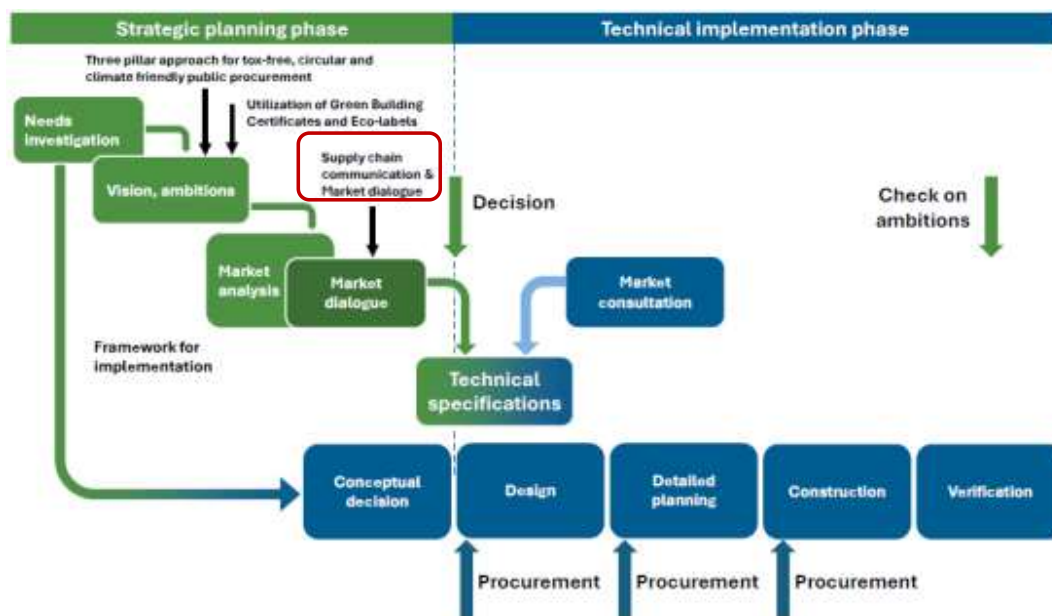 Strategic planning phase
Technical implementation phase
Three pillar approach for tox-free, circular and
climate friendly public procurement
Utilization of Green Building
Certificates and Eco-labels
Needs
investigation
Supply chain
communication &
Market dialogue
Vision, ambitions
Decision
Check on
ambitions
Market
analysis
Market
dialogue
Market
consultation
Framework for
implementation
Technical
specifications
Conceptual
decision
Design
Detailed
planning
Construction
Verification
Procurement
Procurement
Procurement